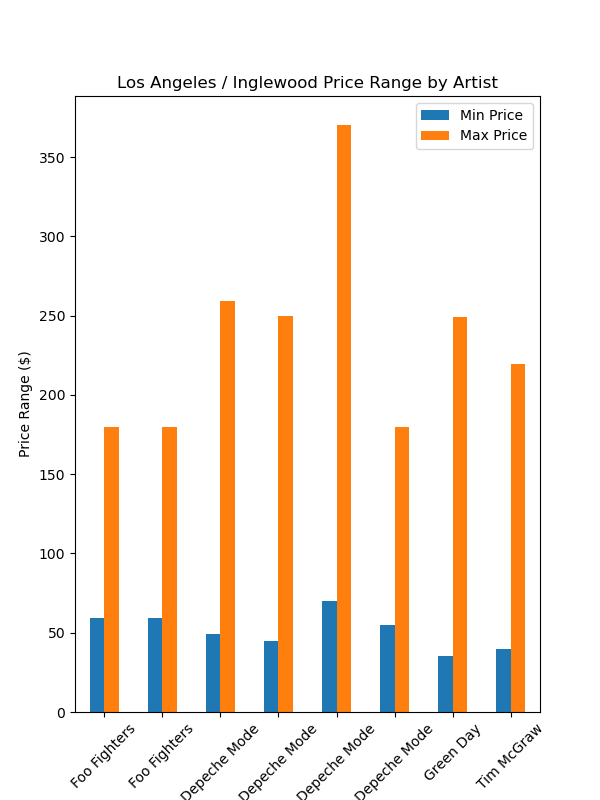 Los Angeles / Inglewood Price Range by Artist
Min Price
Max Price
Price Range ($)
350
300
250
200
150
100
50
0
Foo Fighters
Foo Fighters
Depeche Mode
Depeche Mode
Depeche Mode
Depeche Mode
Green Day
Tim McGraw